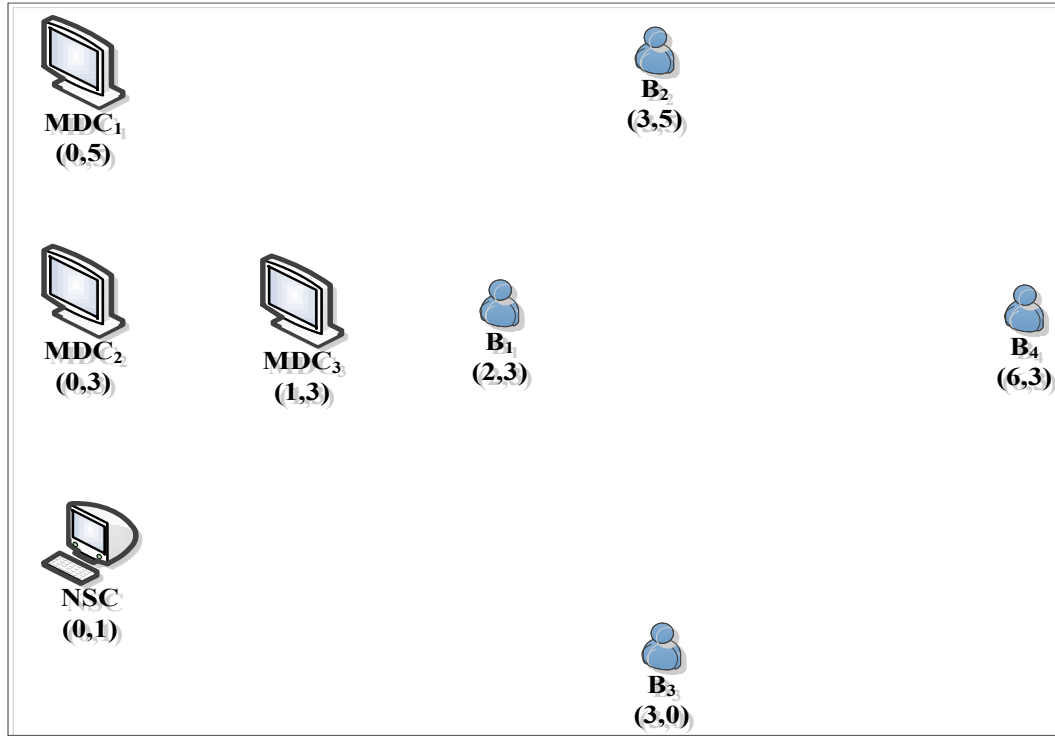 MDC₁
(0,5)
B₂
(3,5)
MDC₂
(0,3)
MDC₃
(1,3)
B₁
(2,3)
B₄
(6,3)
NSC
(0,1)
B₃
(3,0)